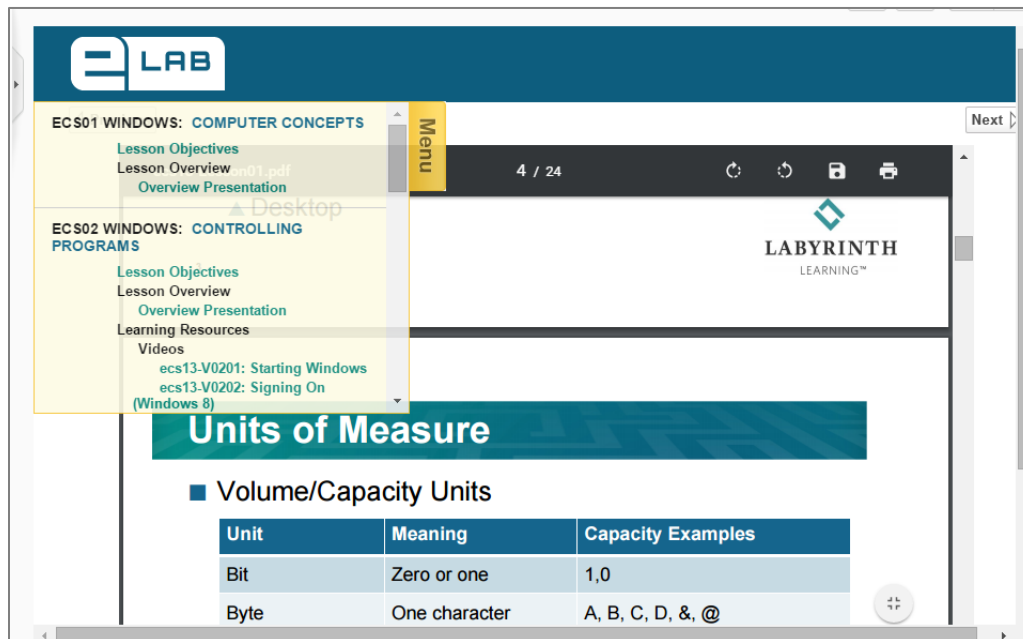 e LAB
ECS01 WINDOWS: COMPUTER CONCEPTS
Lesson Objectives
Lesson Overview
Overview Presentation
ECS02 WINDOWS: CONTROLLING
PROGRAMS
Lesson Objectives
Lesson Overview
Overview Presentation
Learning Resources
Videos
ecs13-V0201: Starting Windows
ecs13-V0202: Signing On
(Windows 8)
Menu
Next
4 / 24
Desktop
LABYRINTH
LEARNING™
Units of Measure
Volume/Capacity Units
Unit Meaning Capacity Examples
Bit Zero or one 1,0
Byte One character A, B, C, D, &, @